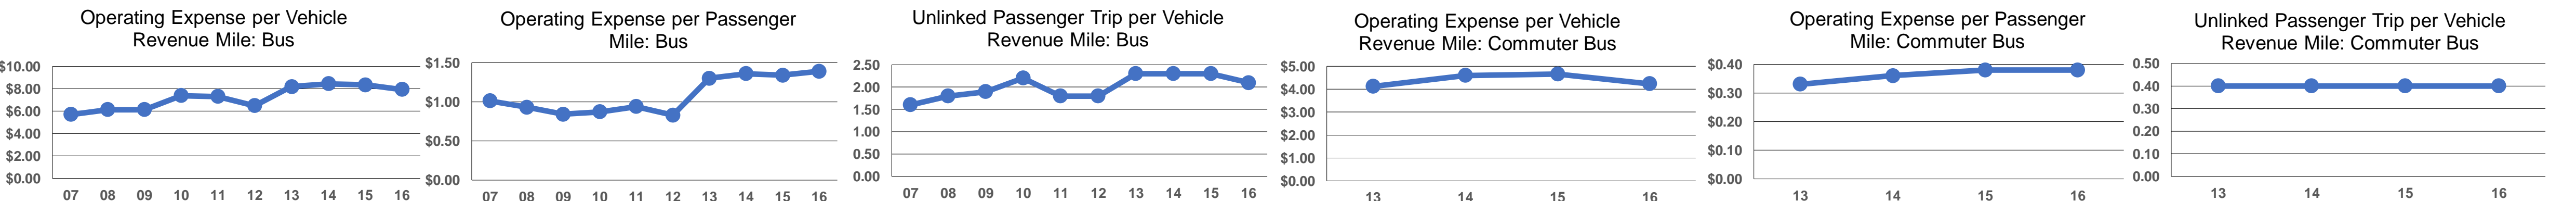 Operating Expense per Vehicle
Revenue Mile: Bus
$10.00
$8.00
$6.00
$4.00
$2.00
$0.00
07 08 09 10 11 12 13 14 15 16
Operating Expense per Passenger
Mile: Bus
$1.50
$1.00
$0.50
$0.00
07 08 09 10 11 12 13 14 15 16
Unlinked Passenger Trip per Vehicle
Revenue Mile: Bus
2.50
2.00
1.50
1.00
0.50
0.00
07 08 09 10 11 12 13 14 15 16
Operating Expense per Vehicle
Revenue Mile: Commuter Bus
$5.00
$4.00
$3.00
$2.00
$1.00
$0.00
13 14 15 16
Operating Expense per Passenger
Mile: Commuter Bus
$0.40
$0.30
$0.20
$0.10
$0.00
13 14 15 16
Unlinked Passenger Trip per Vehicle
Revenue Mile: Commuter Bus
0.50
0.40
0.30
0.20
0.10
0.00
13 14 15 16